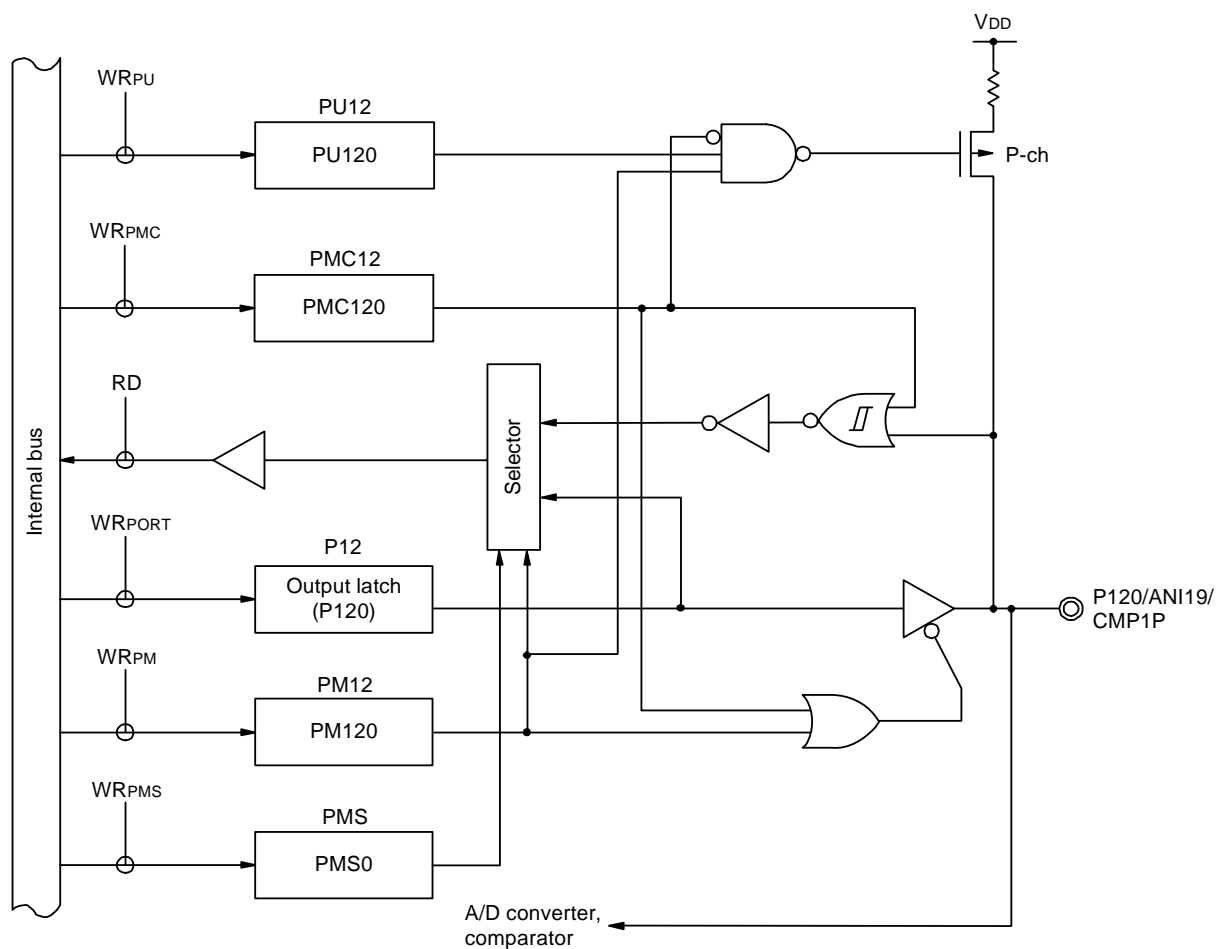 VDD
WRPU
PU12
PU120
P-ch
WRPMC
PMC12
PMC120
RD
Selector
Internal bus
WRPORT
P12
Output latch
(P120)
P120/ANI19/
CMP1P
WRPM
PM12
PM120
WRPMS
PMS
PMS0
A/D converter,
comparator